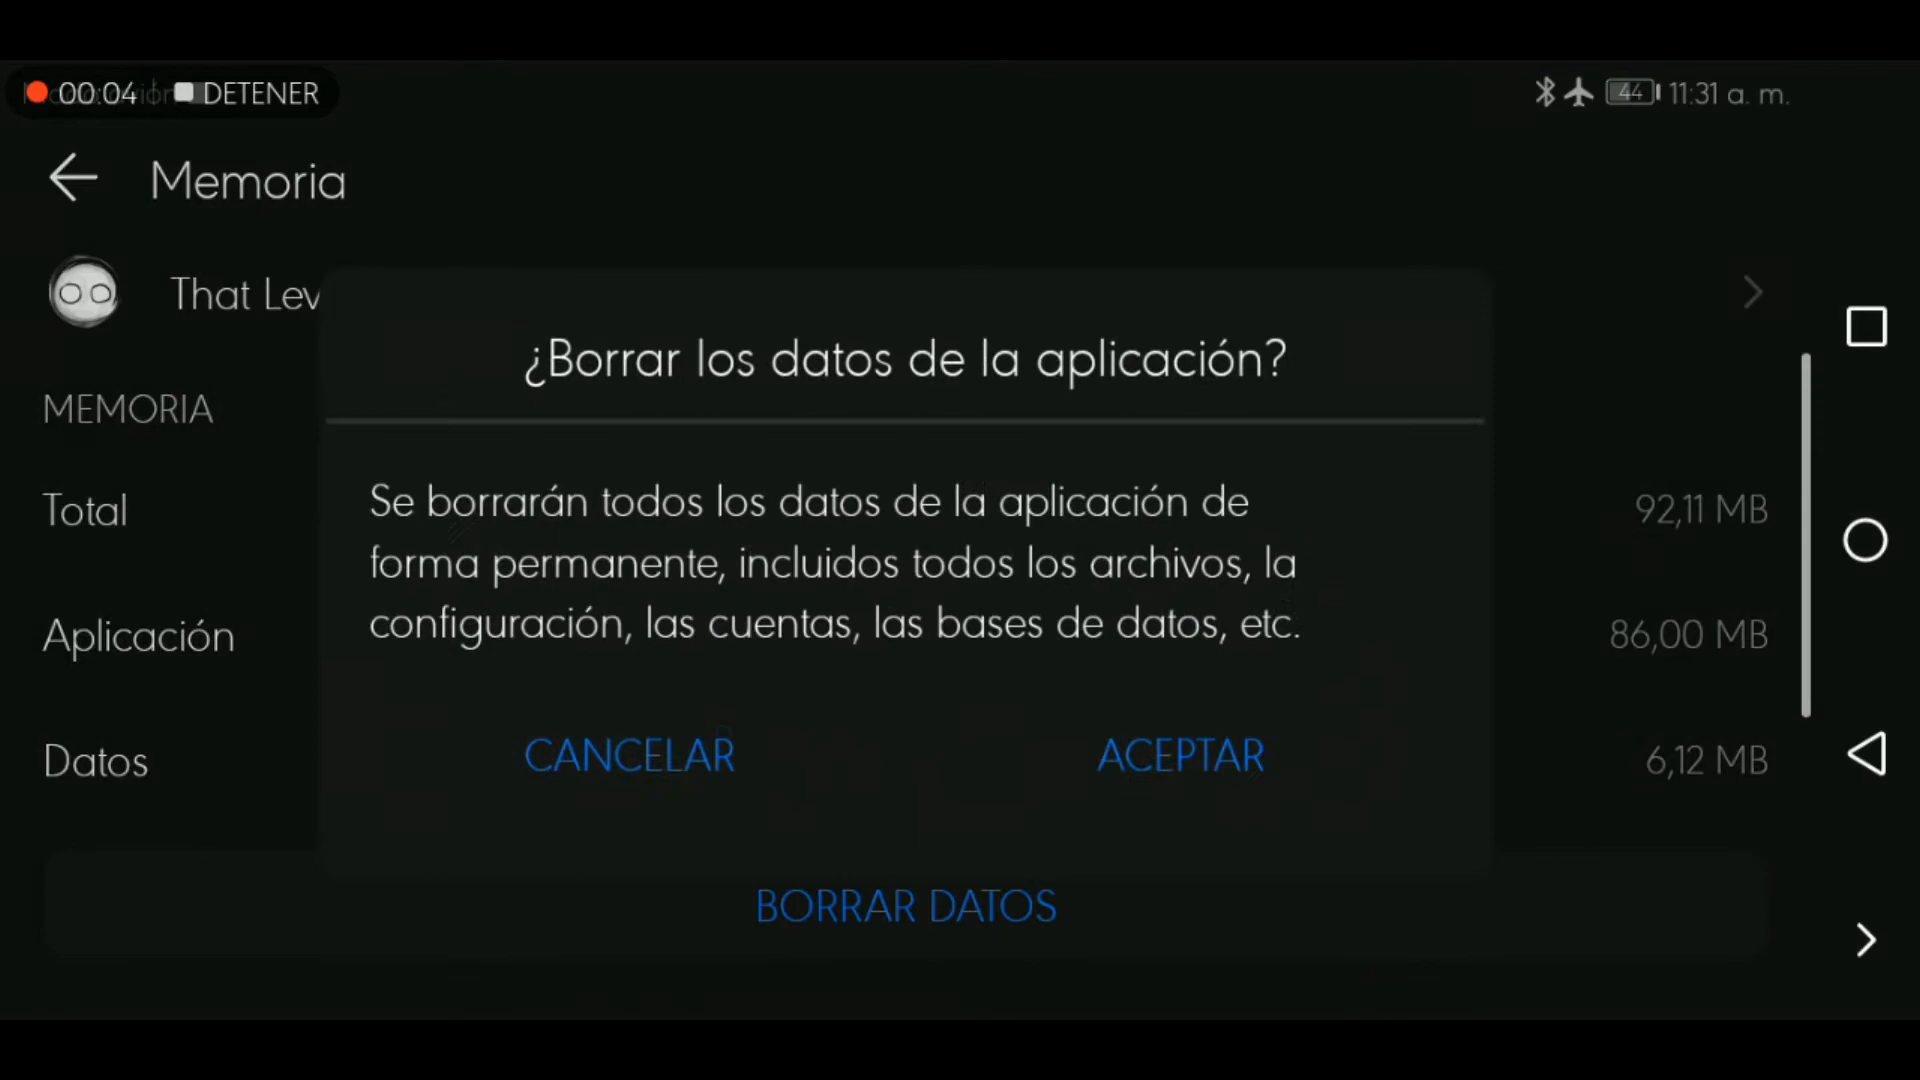 00:04 DETENER
44 11:31 a. m.
Memoria
That Lev
¿Borrar los datos de la aplicación?
MEMORIA
Se borrarán todos los datos de la aplicación de
forma permanente, incluidos todos los archivos, la
configuración, las cuentas, las bases de datos, etc.
Total
92,11 MB
Aplicación
86,00 MB
CANCELAR
ACEPTAR
Datos
6,12 MB
BORRAR DATOS